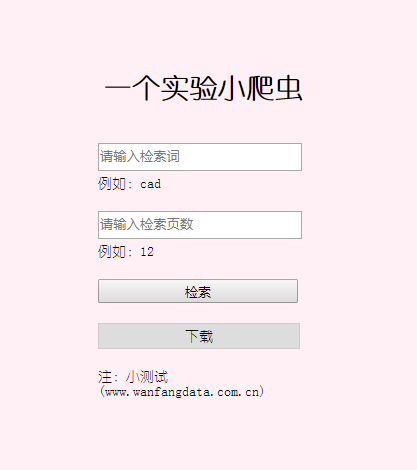 一个实验小爬虫
请输入检索词
例如: cad
请输入检索页数
例如: 12
检索
下载
注: 小测试
(www.wanfangdata.com.cn)